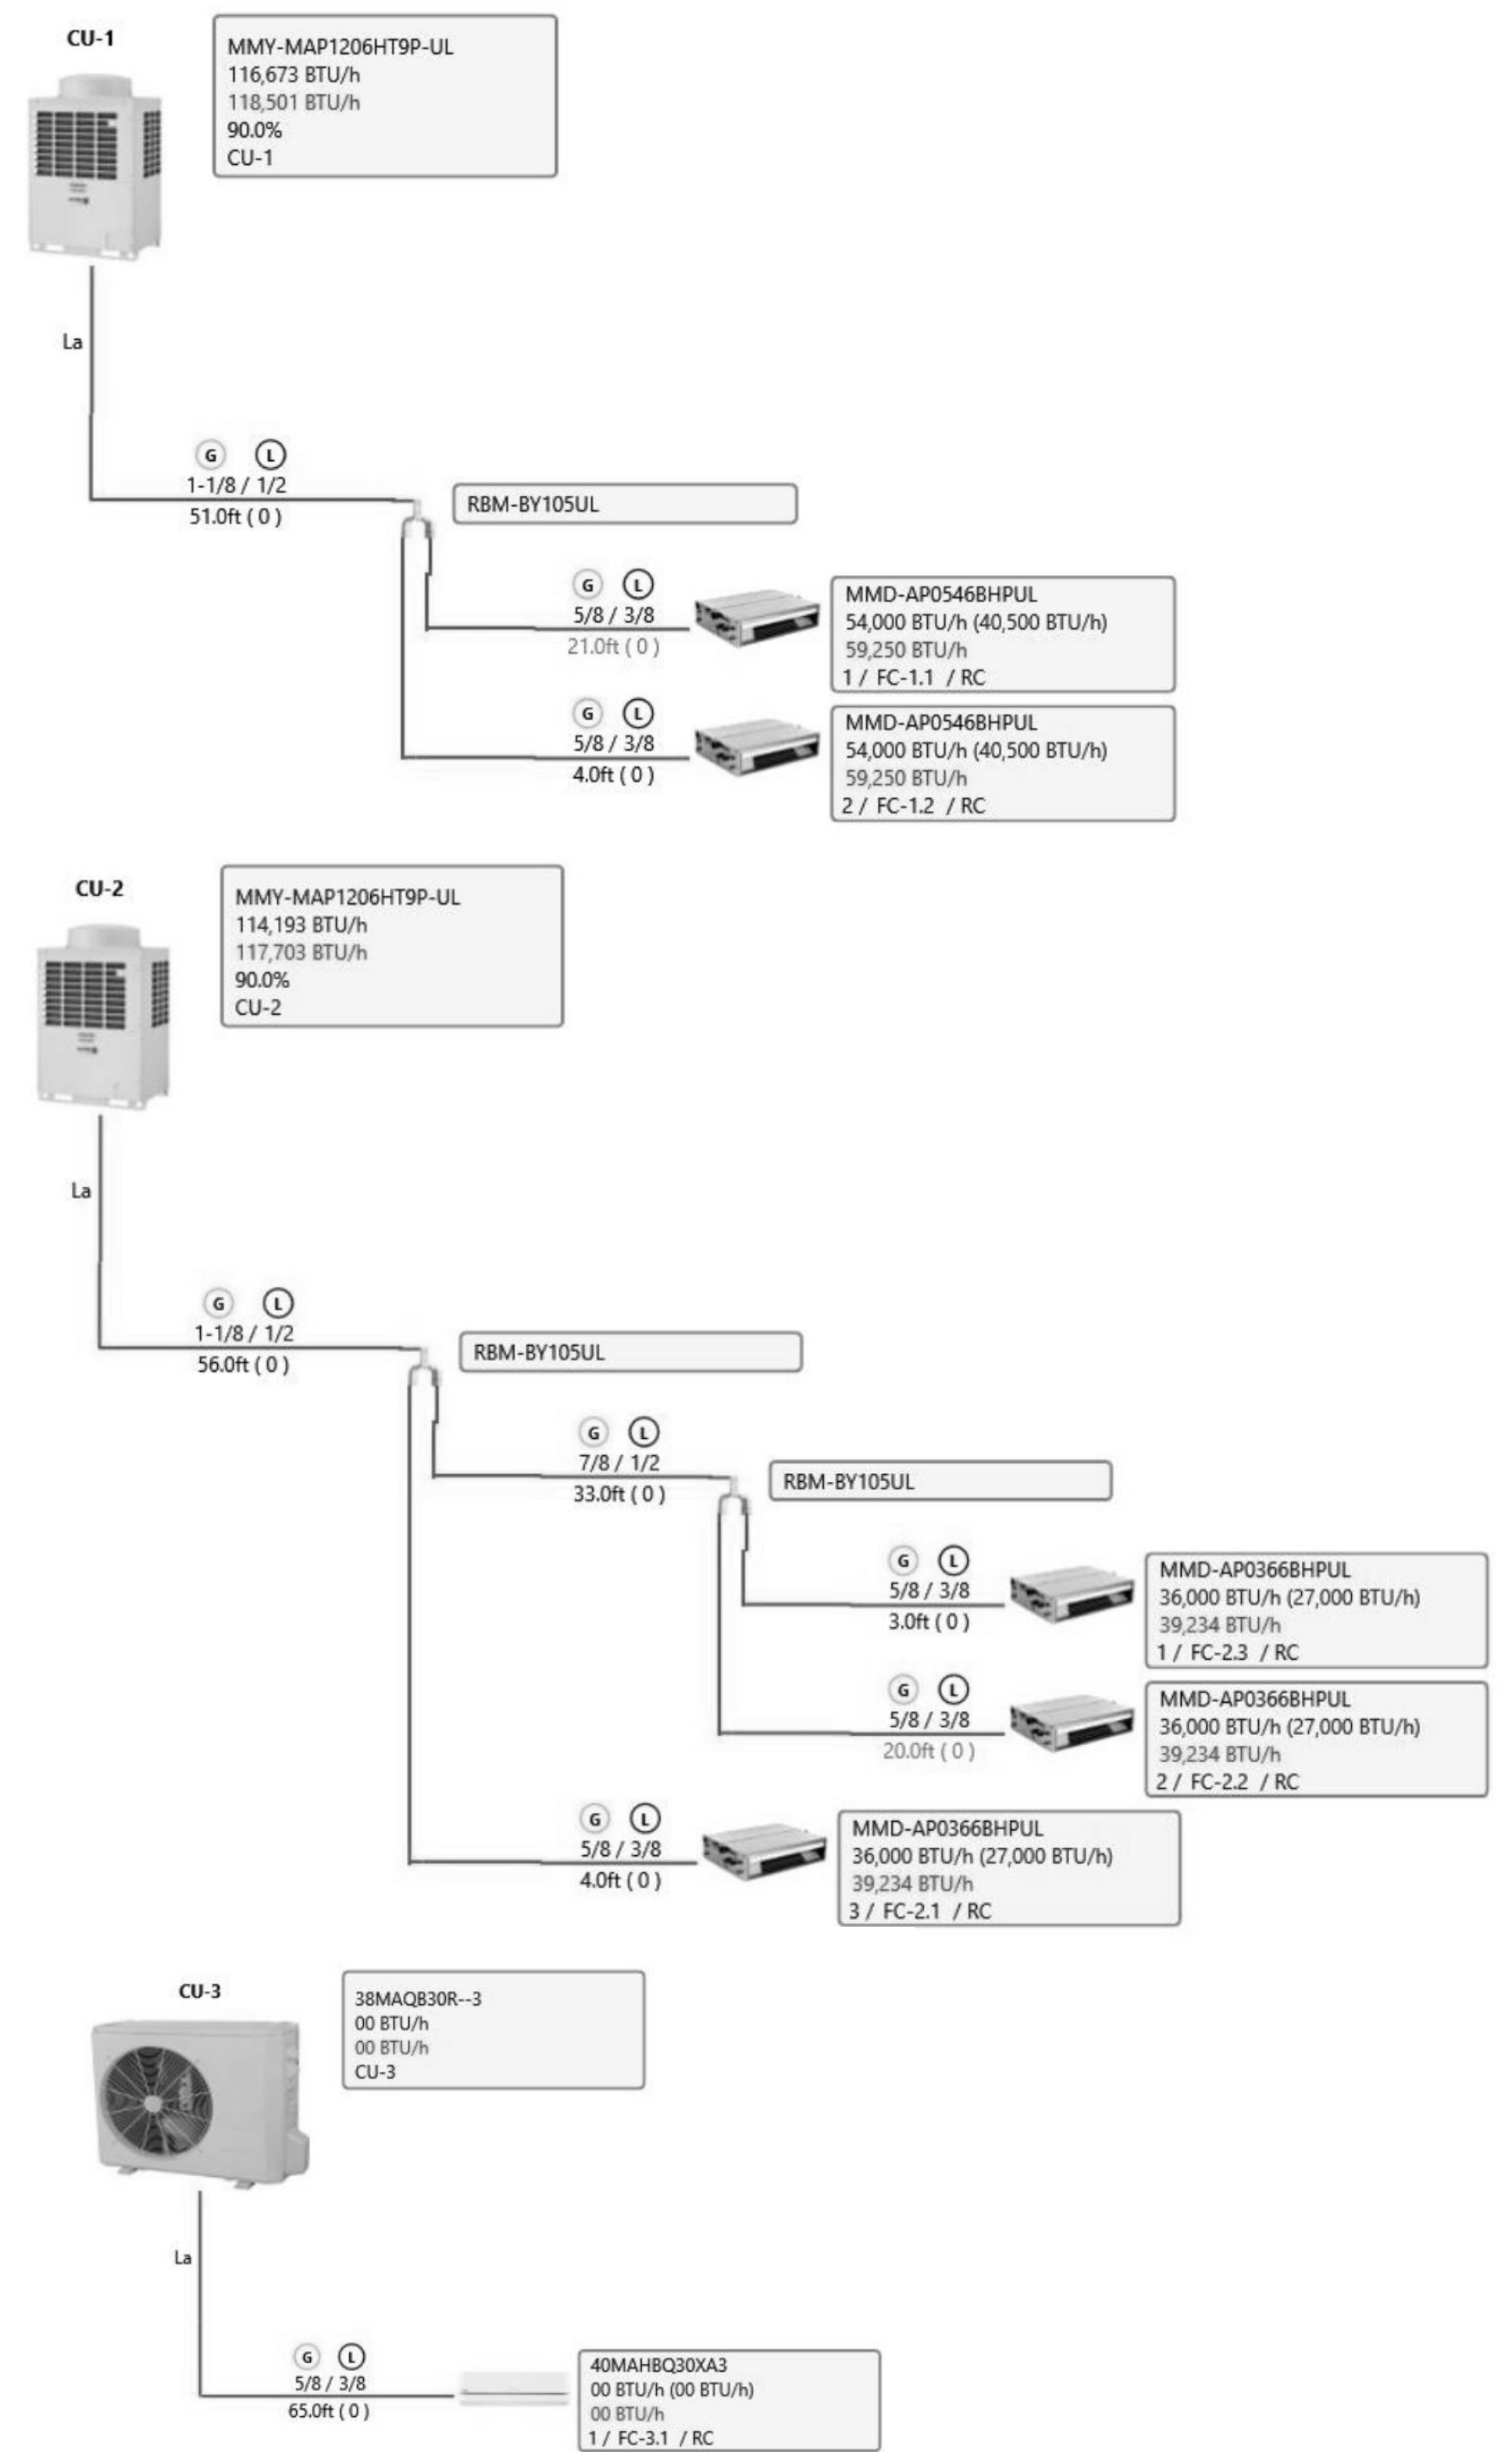 CU-1
MMY-MAP1206HT9P-UL
116,673 BTU/h
118,501 BTU/h
90.0%
CU-1
La
G L
1-1/8 / 1/2
51.0ft ( 0 )
RBM-BY105UL
G L
5/8 / 3/8
21.0ft ( 0 )
MMD-AP0546BHPUL
54,000 BTU/h (40,500 BTU/h)
59,250 BTU/h
1 / FC-1.1 / RC
G L
5/8 / 3/8
4.0ft ( 0 )
MMD-AP0546BHPUL
54,000 BTU/h (40,500 BTU/h)
59,250 BTU/h
2 / FC-1.2 / RC
CU-2
MMY-MAP1206HT9P-UL
114,193 BTU/h
117,703 BTU/h
90.0%
CU-2
La
G L
1-1/8 / 1/2
56.0ft ( 0 )
RBM-BY105UL
G L
7/8 / 1/2
33.0ft ( 0 )
RBM-BY105UL
G L
5/8 / 3/8
3.0ft ( 0 )
MMD-AP0366BHPUL
36,000 BTU/h (27,000 BTU/h)
39,234 BTU/h
1 / FC-2.3 / RC
G L
5/8 / 3/8
20.0ft ( 0 )
MMD-AP0366BHPUL
36,000 BTU/h (27,000 BTU/h)
39,234 BTU/h
2 / FC-2.2 / RC
G L
5/8 / 3/8
4.0ft ( 0 )
MMD-AP0366BHPUL
36,000 BTU/h (27,000 BTU/h)
39,234 BTU/h
3 / FC-2.1 / RC
CU-3
38MAQB30R--3
00 BTU/h
00 BTU/h
CU-3
La
G L
5/8 / 3/8
65.0ft ( 0 )
40MAHBQ30XA3
00 BTU/h (00 BTU/h)
00 BTU/h
1 / FC-3.1 / RC